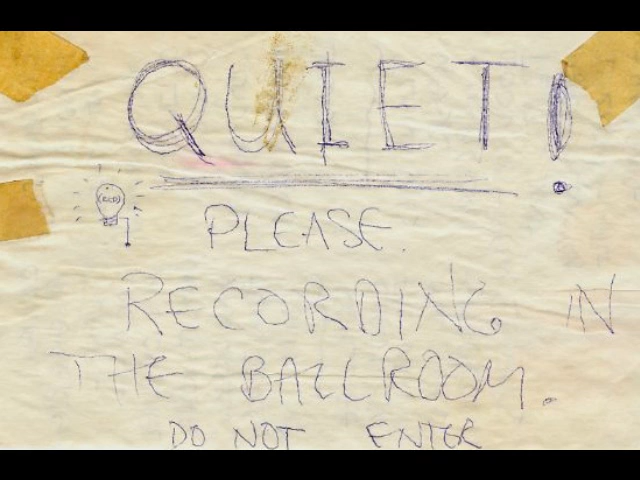 QUIET!
PLEASE.
RECORDING IN
THE BALLROOM.
DO NOT ENTER